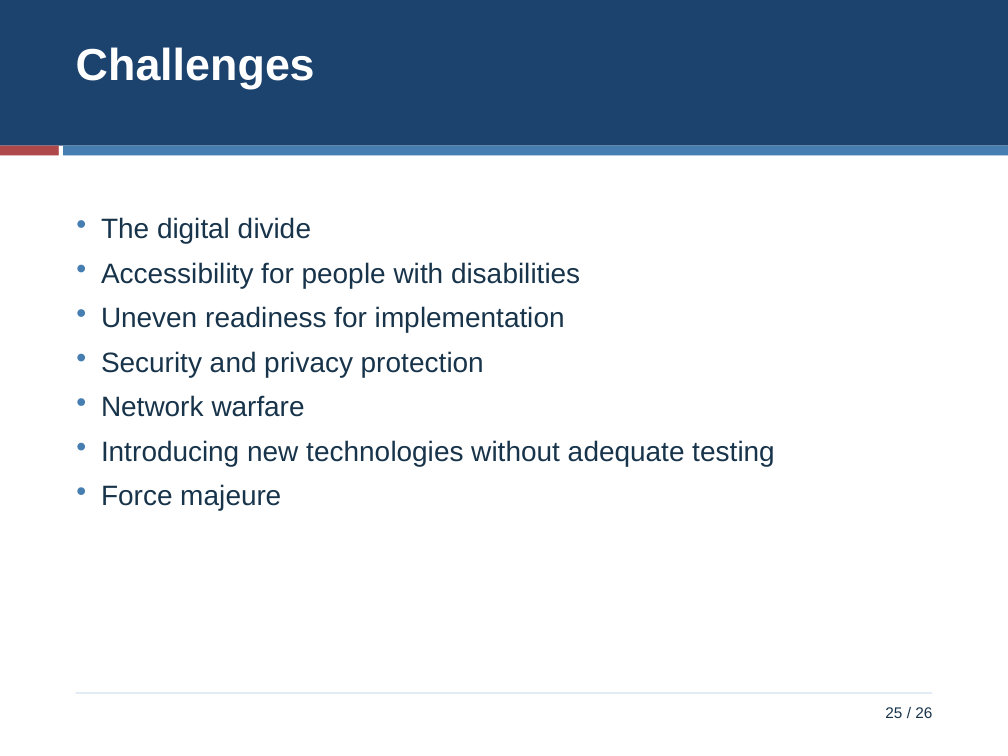 Challenges
• The digital divide
• Accessibility for people with disabilities
• Uneven readiness for implementation
• Security and privacy protection
• Network warfare
• Introducing new technologies without adequate testing
• Force majeure
25 / 26